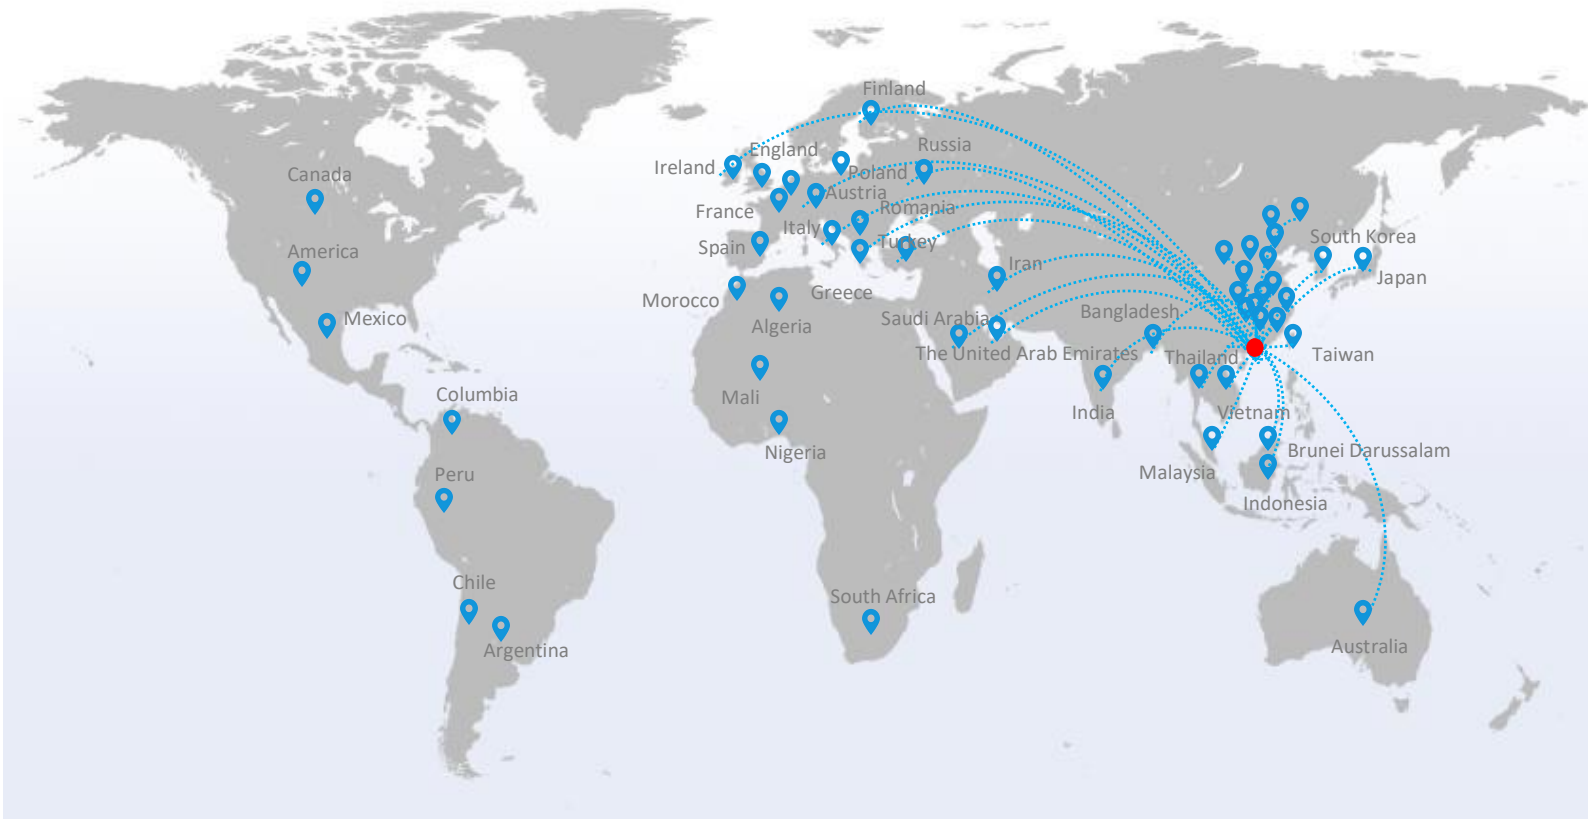 Finland
England
Russia
Ireland
Poland
Canada
Austria
France
Romania
Italy
South Korea
Spain
Turkey
America
Iran
Japan
Morocco
Greece
Mexico
Algeria
Saudi Arabia
Bangladesh
The United Arab Emirates
Thailand
Taiwan
Columbia
Mali
India
Vietnam
Nigeria
Brunei Darussalam
Peru
Malaysia
Indonesia
Chile
South Africa
Argentina
Australia